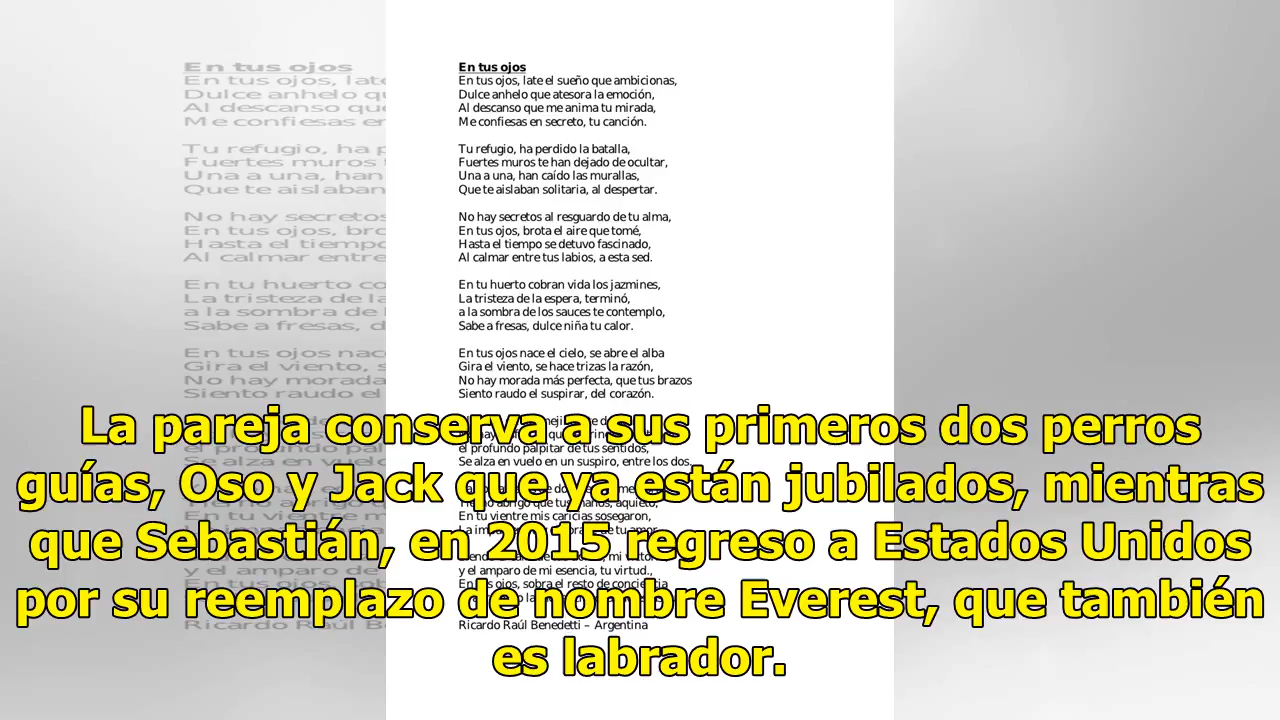 En tus ojos
En tus ojos, late el sueño que ambicionas,
Dulce anhelo que atesora la emoción,
Al descanso que me anima tu mirada,
Me confiesas en secreto, tu canción.
Tu refugio, ha perdido la batalla,
Fuertes muros te han dejado de ocultar,
Una a una, han caído las murallas,
Que te aislaban solitaria, al despertar.
No hay secretos al resguardo de tu alma,
En tus ojos, brota el aire que tomé,
Hasta el tiempo se detuvo fascinado,
Al calmar entre tus labios, a esta sed.
En tu huerto cobran vida los jazmines,
La tristeza de la espera, terminó,
a la sombra de los sauces te contemplo,
Sabe a fresas, dulce niña tu calor.
En tus ojos nace el cielo, se abre el alba
Gira el viento, se hace trizas la razón,
No hay morada más perfecta, que tus brazos
Siento raudo el suspirar, del corazón.
el profundo palpitar de tus sentidos,
Se alza en vuelo en un suspiro, entre los dos.
En tu vientre mis caricias sosegaron,
En tus ojos, sobra el resto de conciencia
Ricardo Raúl Benedetti – Argentina
La pareja conserva a sus primeros dos perros
guías, Oso y Jack que ya están jubilados, mientras
que Sebastián, en 2015 regreso a Estados Unidos
por su reemplazo de nombre Everest, que también
es labrador.